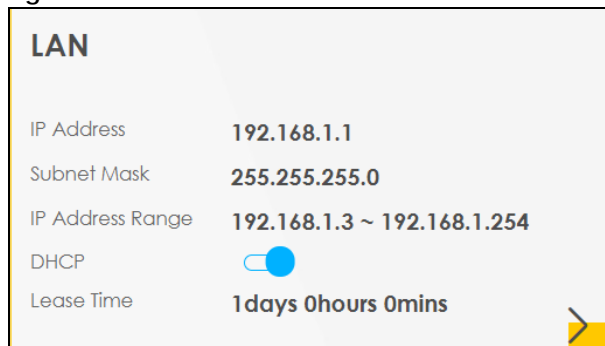 LAN
IP Address 192.168.1.1
Subnet Mask 255.255.255.0
IP Address Range 192.168.1.3 ~ 192.168.1.254
DHCP
Lease Time 1days 0hours 0mins